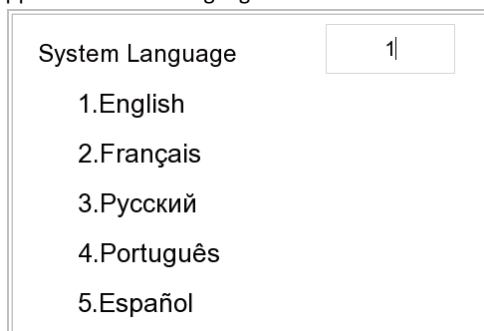 System Language 1
1.English
2.Français
3.Русский
4.Português
5.Español